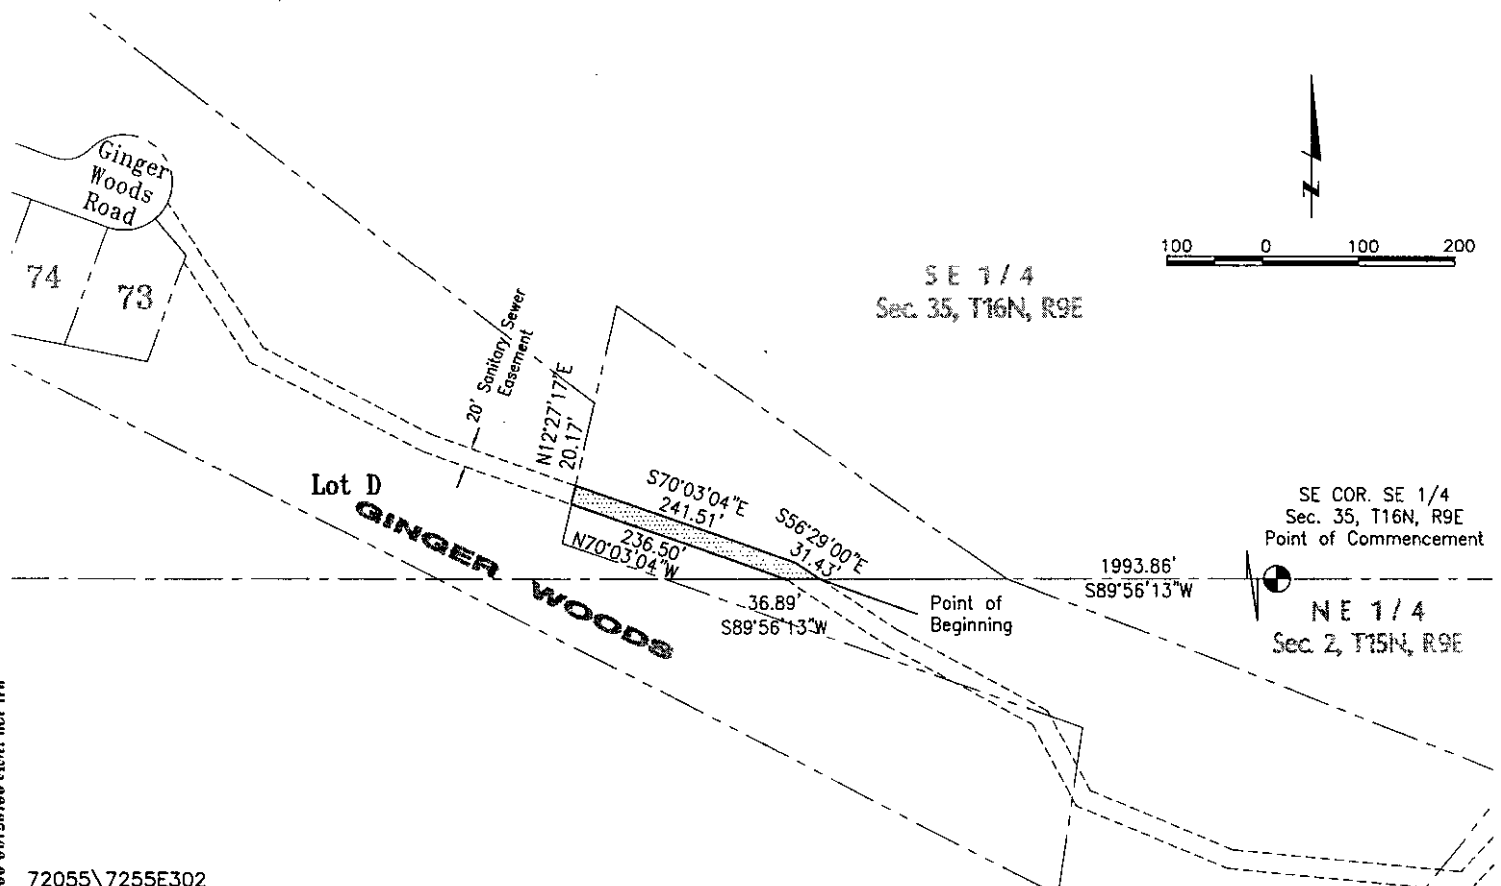 Ginger
Woods
Road
74
73
20' Sanitary Sewer
Easement
N12°27'17"E
20.17'
S70°03'04"E
241.51'
S56°29'00"E
31.43'
236.50'
N70°03'04"W
36.89'
S89°56'13"W
Point of
Beginning
1993.86'
S89°56'13"W
Lot D
GINGER WOODS
N
100 0 100 200
SE 1/4
Sec. 35, T16N, R9E
SE COR. SE 1/4
Sec. 35, T16N, R9E
Point of Commencement
NE 1/4
Sec. 2, T15N, R9E
72055\7255E302